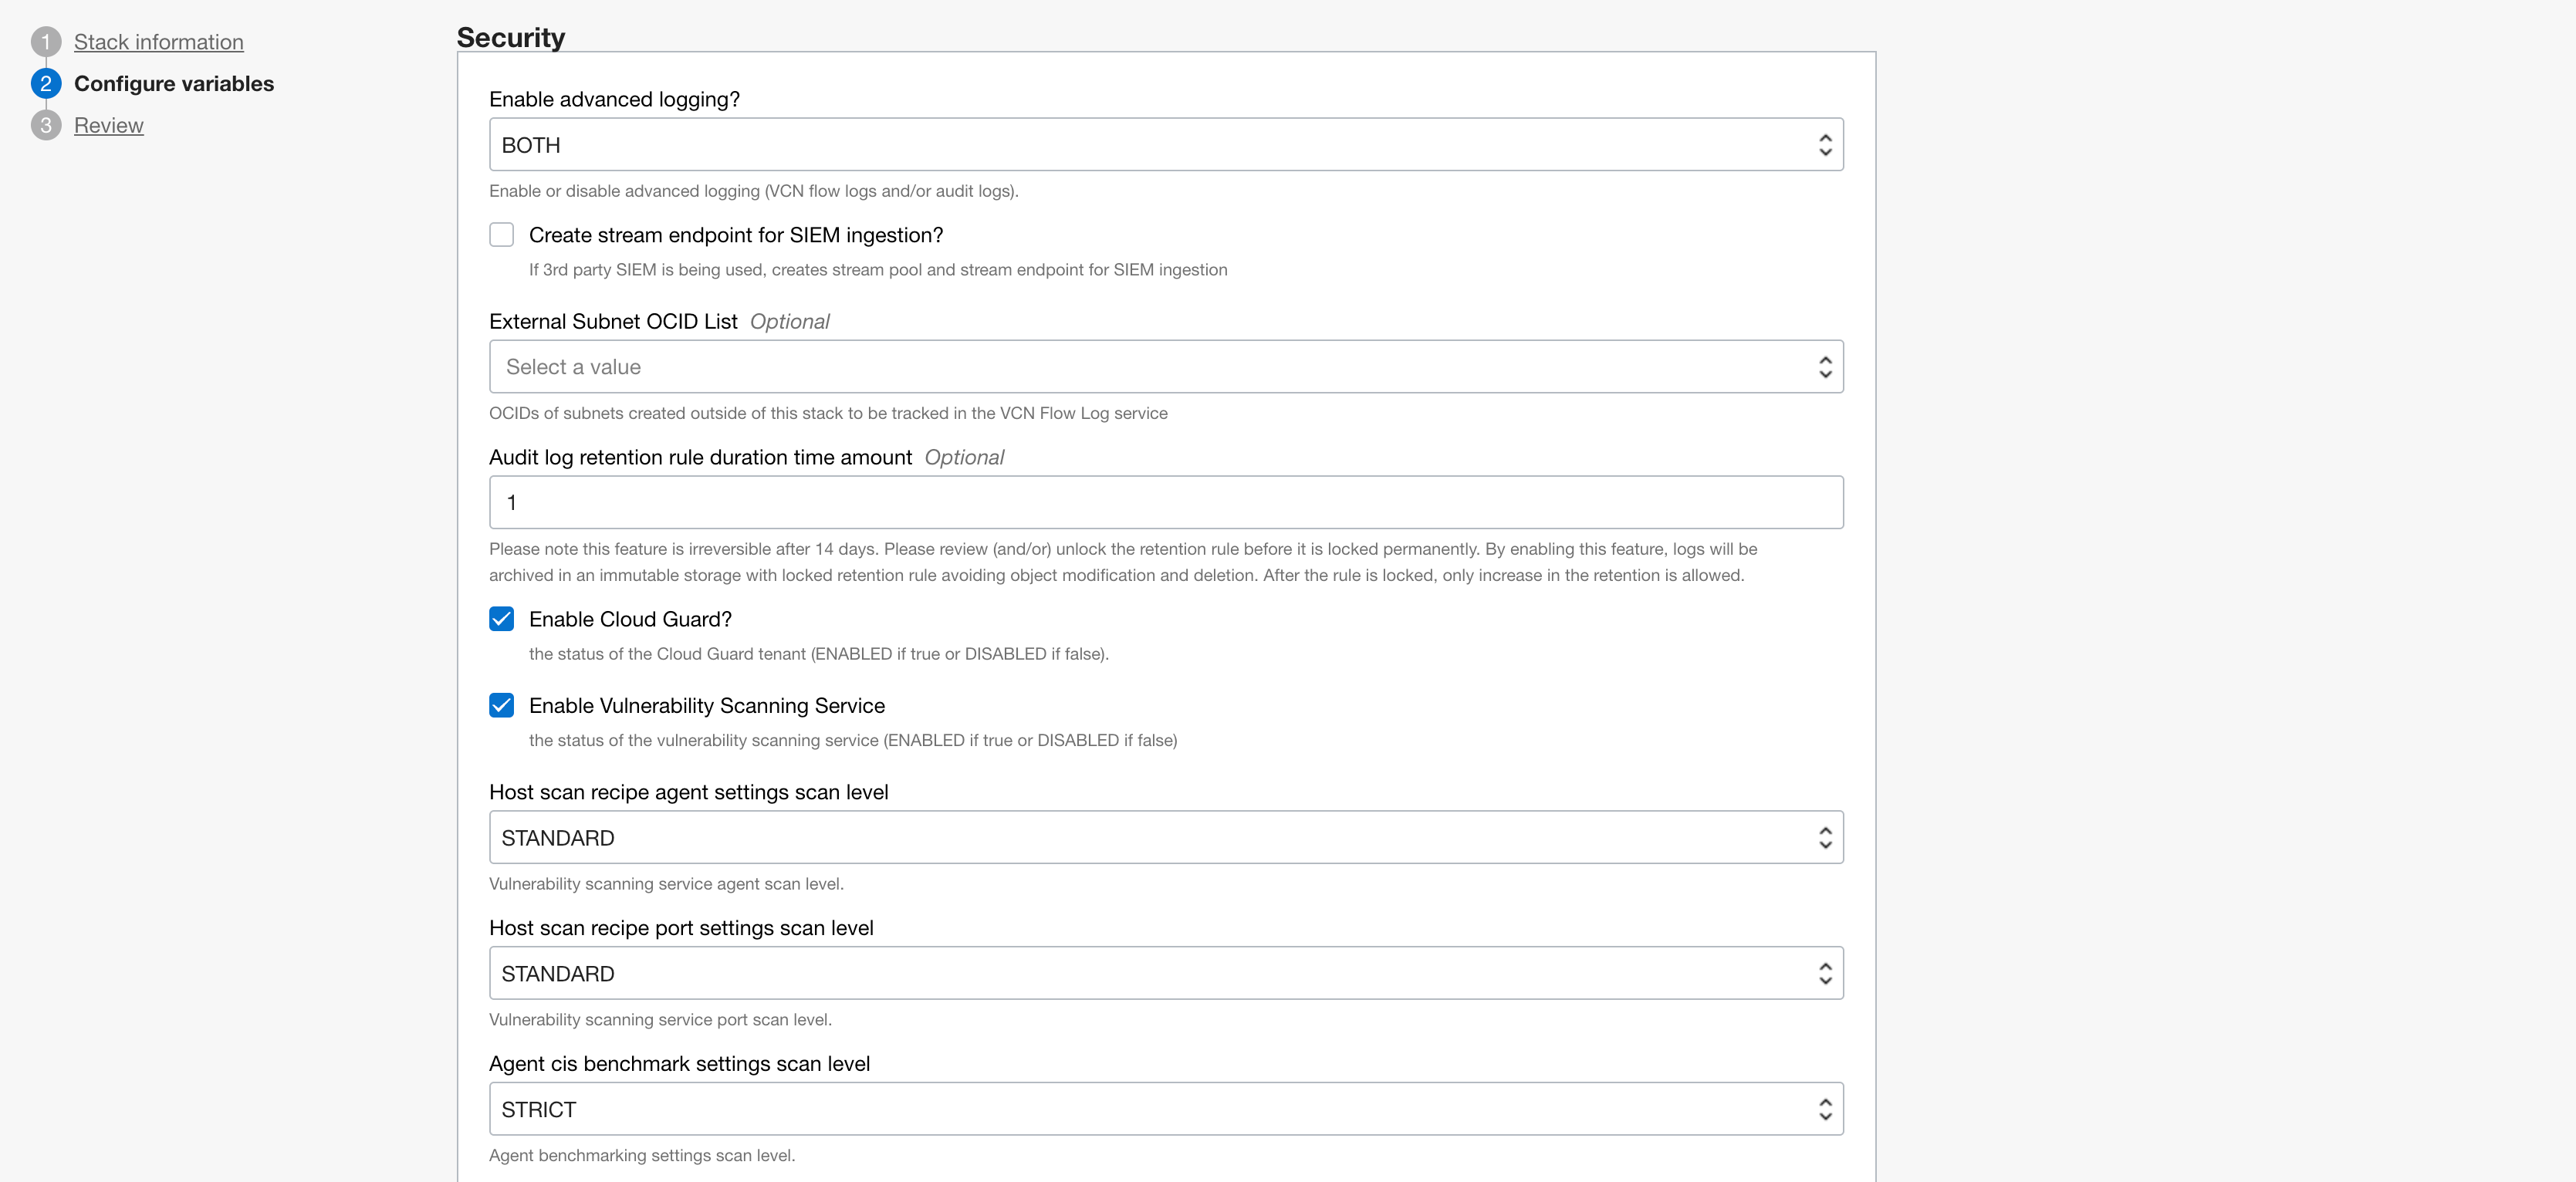 1 Stack information
2 Configure variables
3 Review
Security
Enable advanced logging?
BOTH
Enable or disable advanced logging (VCN flow logs and/or audit logs).
Create stream endpoint for SIEM ingestion?
If 3rd party SIEM is being used, creates stream pool and stream endpoint for SIEM ingestion
External Subnet OCID List Optional
Select a value
OCIDs of subnets created outside of this stack to be tracked in the VCN Flow Log service
Audit log retention rule duration time amount Optional
1
Please note this feature is irreversible after 14 days. Please review (and/or) unlock the retention rule before it is locked permanently. By enabling this feature, logs will be
archived in an immutable storage with locked retention rule avoiding object modification and deletion. After the rule is locked, only increase in the retention is allowed.
Enable Cloud Guard?
the status of the Cloud Guard tenant (ENABLED if true or DISABLED if false).
Enable Vulnerability Scanning Service
the status of the vulnerability scanning service (ENABLED if true or DISABLED if false)
Host scan recipe agent settings scan level
STANDARD
Vulnerability scanning service agent scan level.
Host scan recipe port settings scan level
STANDARD
Vulnerability scanning service port scan level.
Agent cis benchmark settings scan level
STRICT
Agent benchmarking settings scan level.